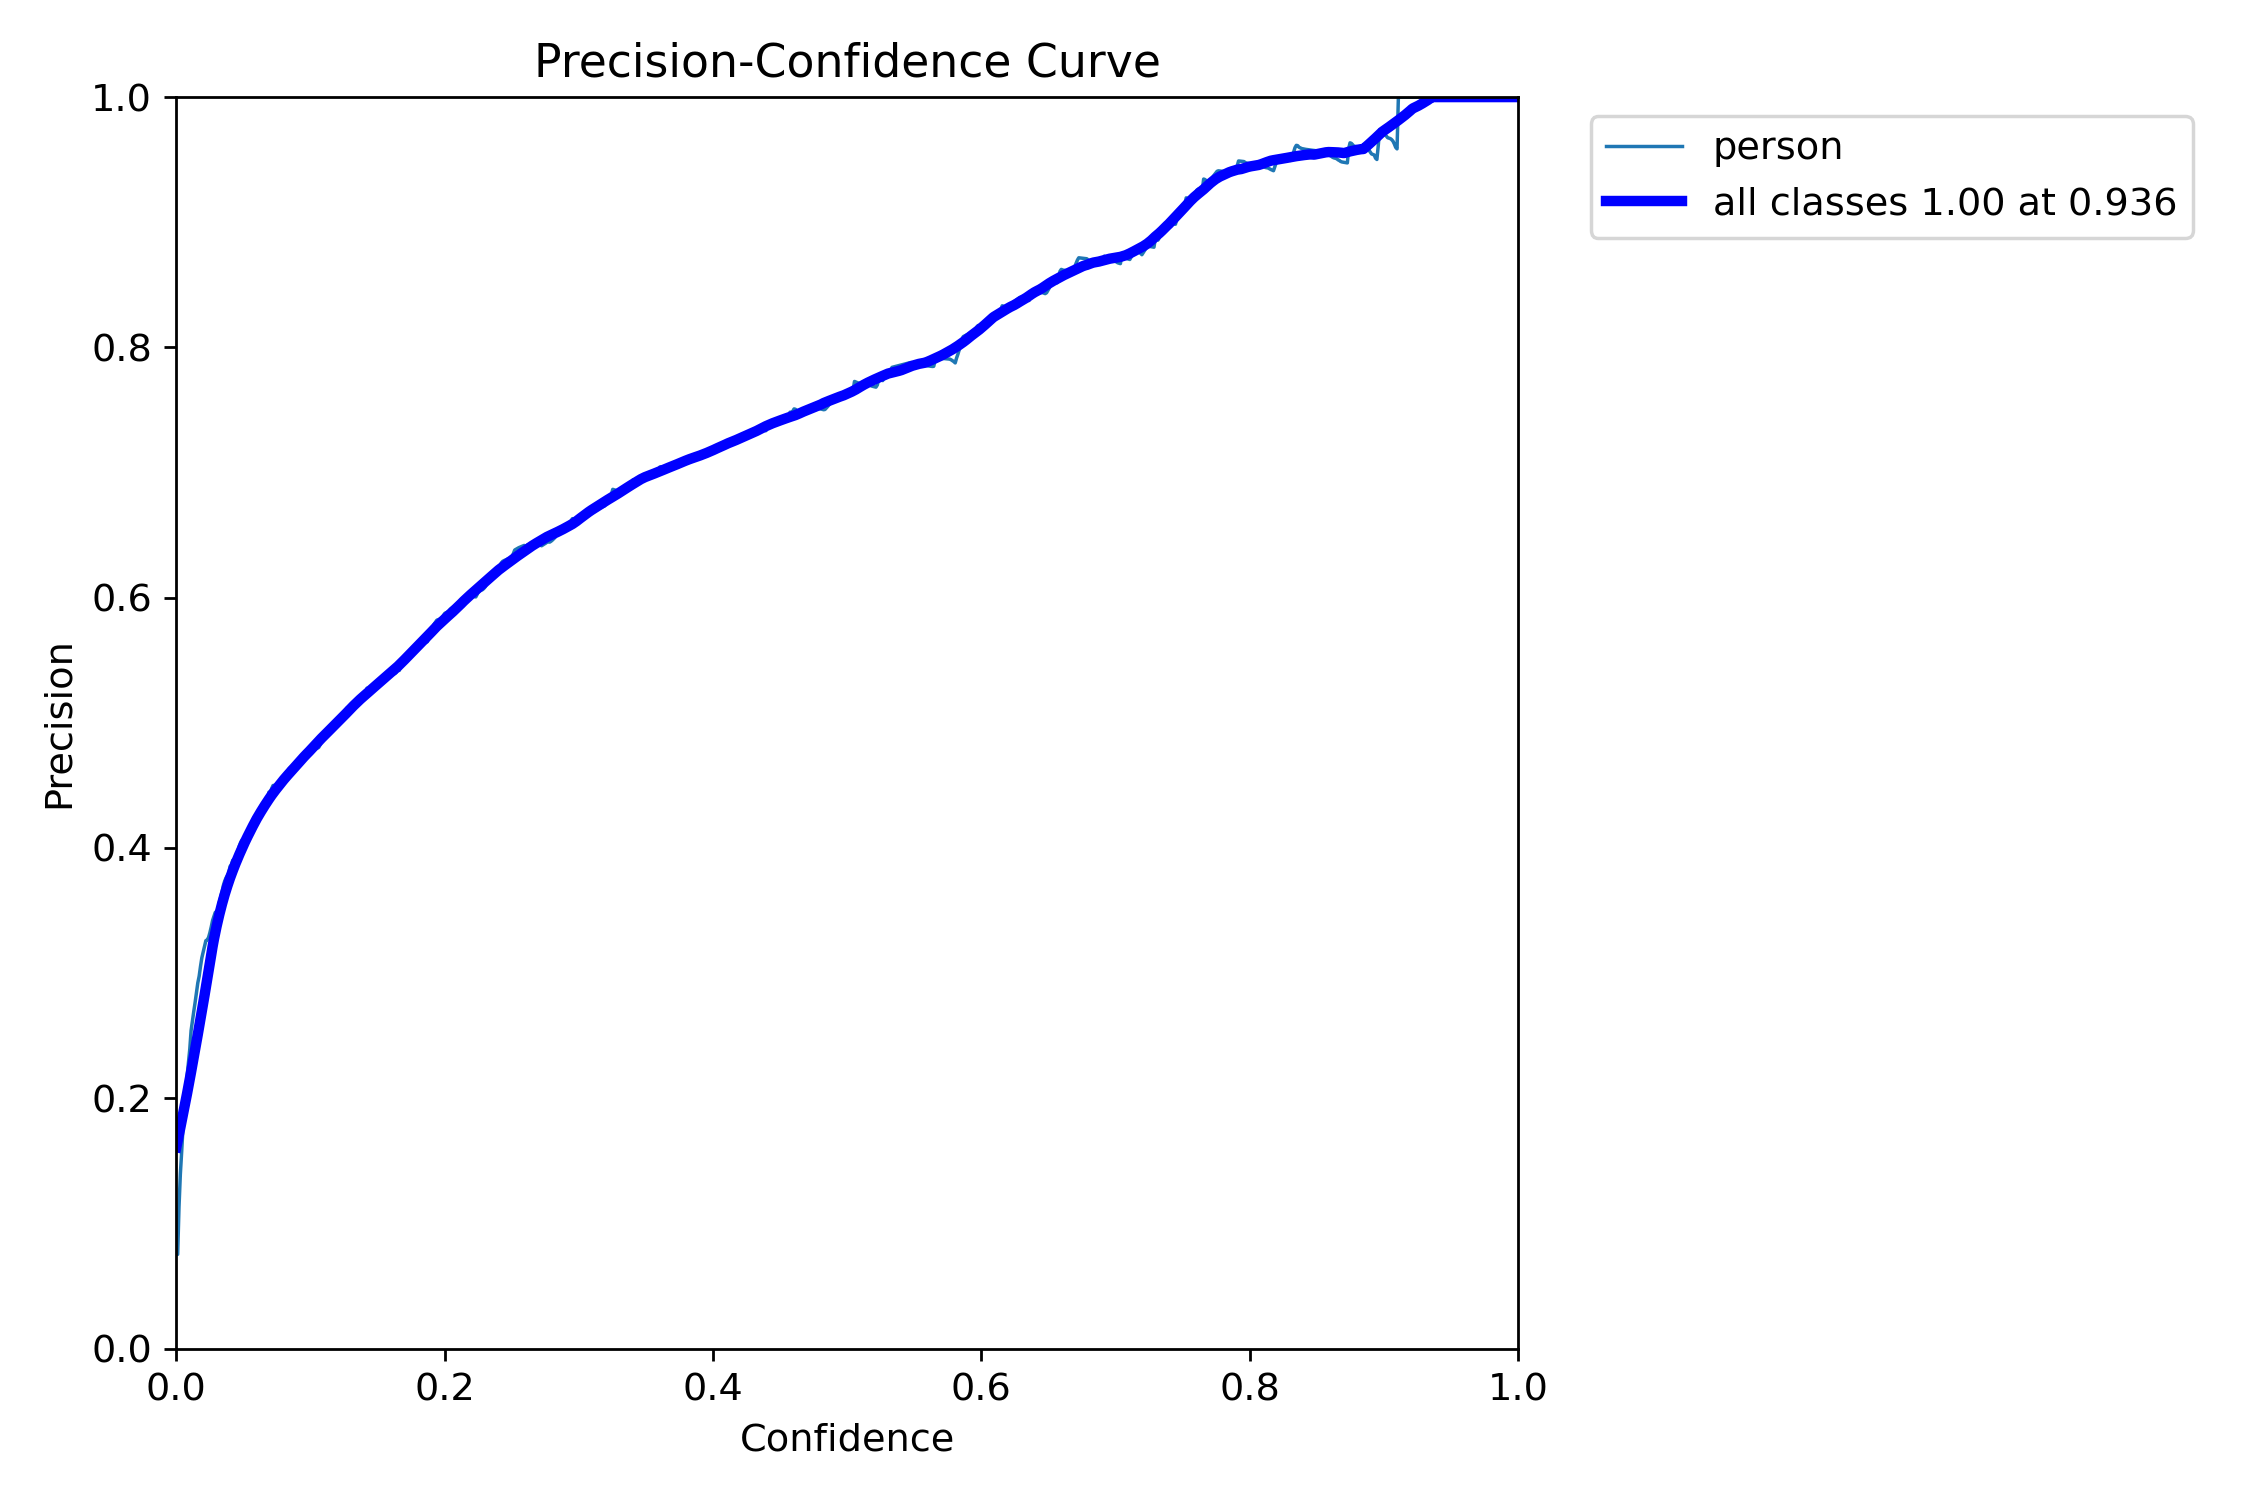 Precision-Confidence Curve
1.0
0.8
0.6
0.4
0.2
0.0
Precision
0.0 0.2 0.4 0.6 0.8 1.0
Confidence
person
all classes 1.00 at 0.936